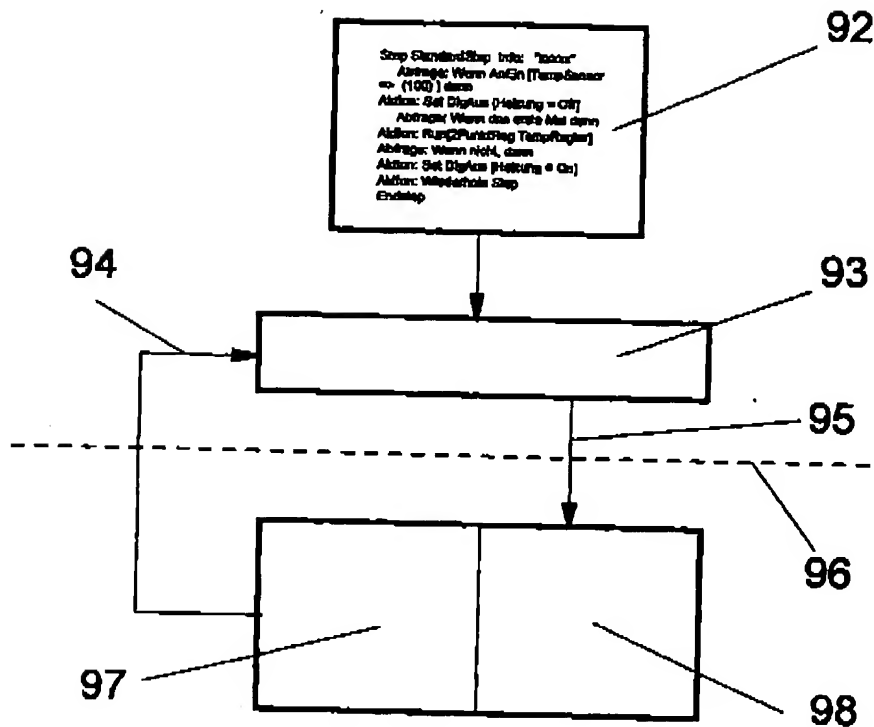 92
Step StandardStep Info: "xxxxx"
Abfrage: Wenn AnEin [TempSensor
=> (100) ] dann
Aktion: Set DigAus [Heizung = Off]
Abfrage: Wenn das erste Mal dann
Aktion: Run[2PunktReg TempRegler]
Abfrage: Wenn nicht, dann
Aktion: Set DigAus [Heizung = On]
Aktion: Wiederhole Step
Endstep
94
93
95
96
97
98